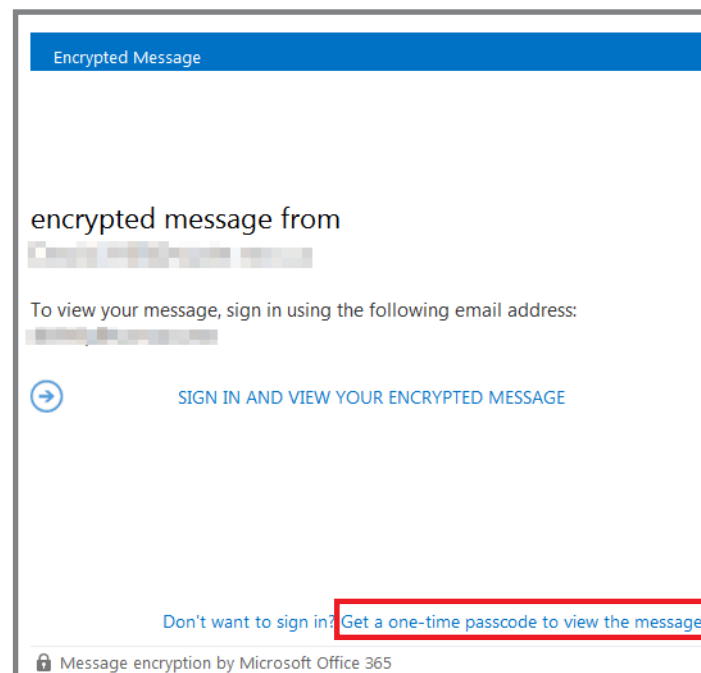 Encrypted Message
encrypted message from
To view your message, sign in using the following email address:
SIGN IN AND VIEW YOUR ENCRYPTED MESSAGE
Don't want to sign in? Get a one-time passcode to view the message
Message encryption by Microsoft Office 365